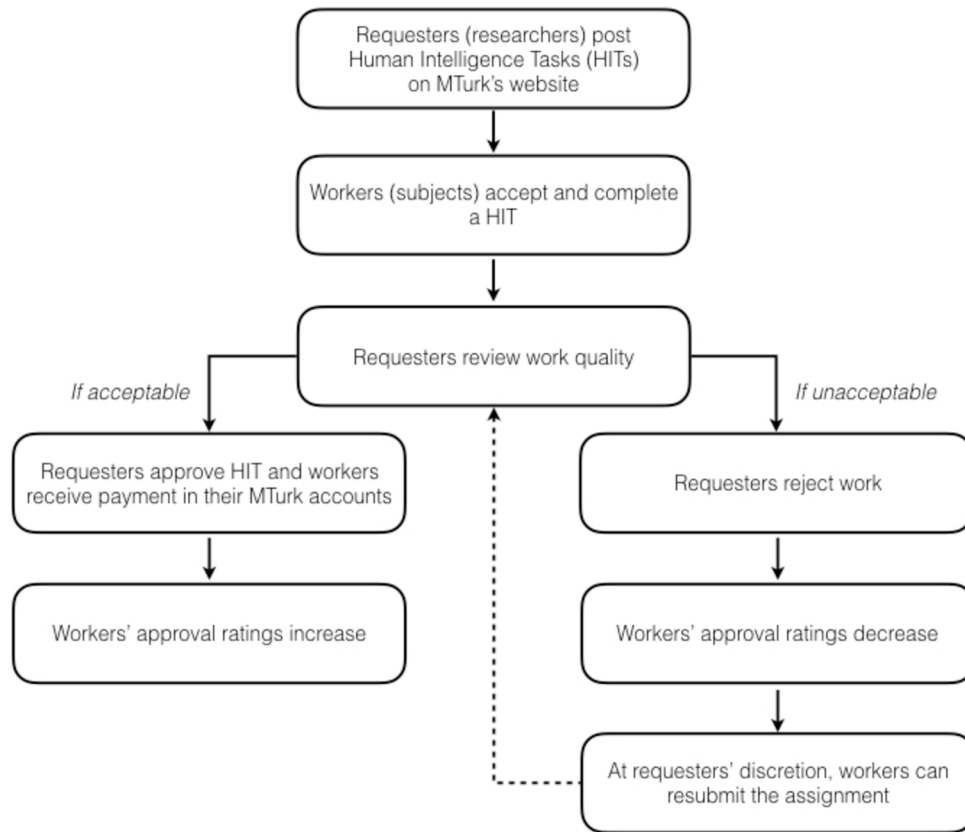 Requesters (researchers) post
Human Intelligence Tasks (HITs)
on MTurk's website
Workers (subjects) accept and complete
a HIT
Requesters review work quality
If acceptable
If unacceptable
Requesters approve HIT and workers
receive payment in their MTurk accounts
Requesters reject work
Workers' approval ratings increase
Workers' approval ratings decrease
At requesters' discretion, workers can
resubmit the assignment